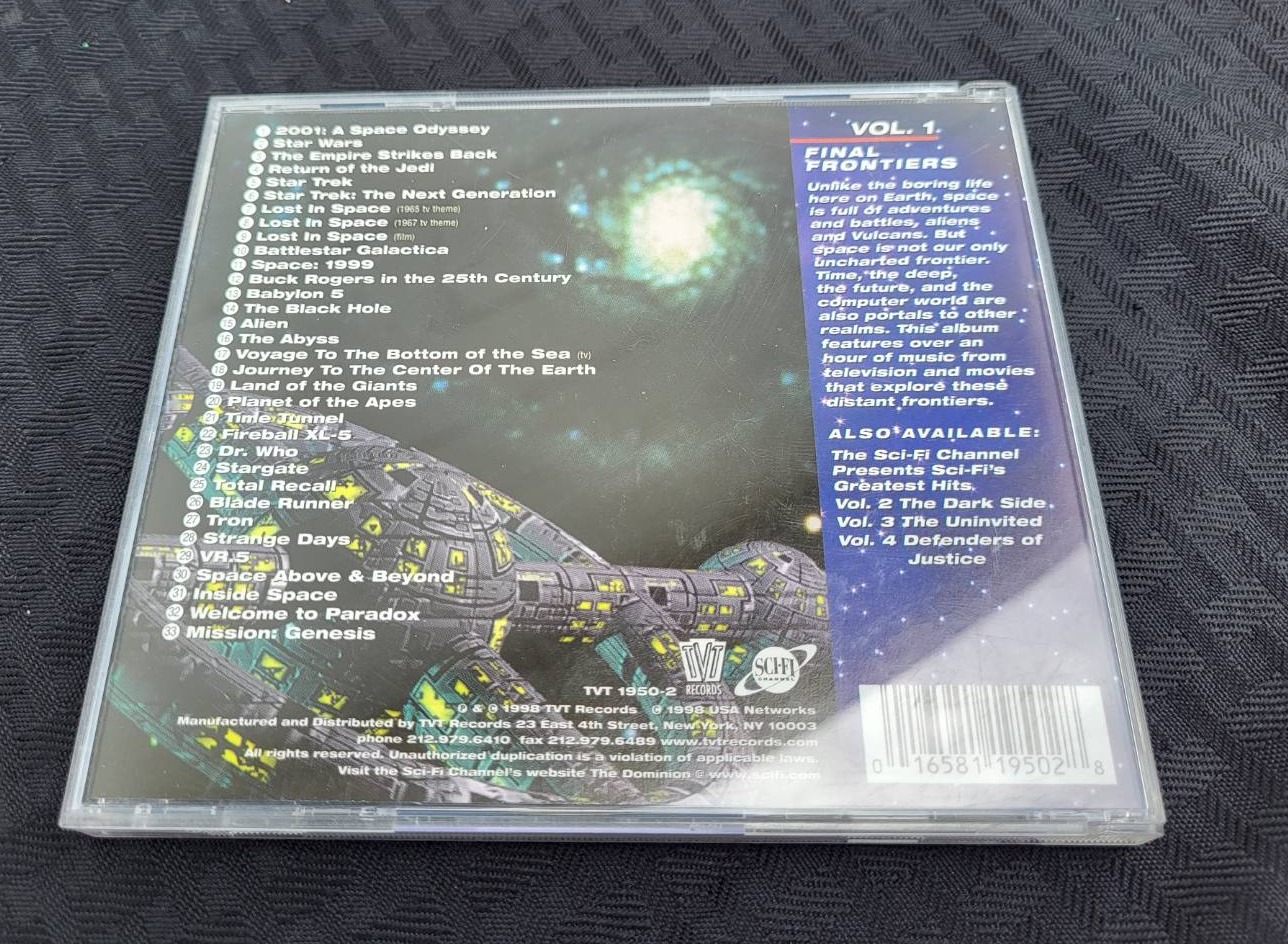 1 2001: A Space Odyssey
2 Star Wars
3 The Empire Strikes Back
4 Return of the Jedi
5 Star Trek
6 Star Trek: The Next Generation
7 Lost In Space (1965 tv theme)
Lost In Space (1967 tv theme)
9 Lost In Space (film)
10 Battlestar Galactica
11 Space: 1999
12 Buck Rogers in the 25th Century
13 Babylon 5
14 The Black Hole
15 Alien
16 The Abyss
17 Voyage To The Bottom of the Sea (tv)
18 Journey To The Center Of The Earth
19 Land of the Giants
20 Planet of the Apes
21 Time Tunnel
22 Fireball XL-5
23 Dr. Who
24 Stargate
25 Total Recall
26 Blade Runner
27 Tron
28 Strange Days
29 VR.5
30 Space Above & Beyond
31 Inside Space
32 Welcome to Paradox
33 Mission: Genesis
TVT 1950-2
TVT
RECORDS
SCI-FI
CHANNEL
℗ & © 1998 TVT Records © 1998 USA Networks
Manufactured and Distributed by TVT Records 23 East 4th Street, New York, NY 10003
phone 212.979.6410 fax 212.979.6489 www.tvtrecords.com
All rights reserved. Unauthorized duplication is a violation of applicable laws.
Visit the Sci-Fi Channel's website The Dominion @ www.scifi.com
VOL. 1
FINAL
FRONTIERS
Unlike the boring life
here on Earth, space
is full of adventures
and battles, aliens
and Vulcans. But
space is not our only
uncharted frontier.
Time, the deep,
the future, and the
computer world are
also portals to other
realms. This album
features over an
hour of music from
television and movies
that explore these
distant frontiers.
ALSO AVAILABLE:
The Sci-Fi Channel
Presents Sci-Fi's
Greatest Hits
Vol. 2 The Dark Side
Vol. 3 The Uninvited
Vol. 4 Defenders of
Justice
0 16581 19502 8